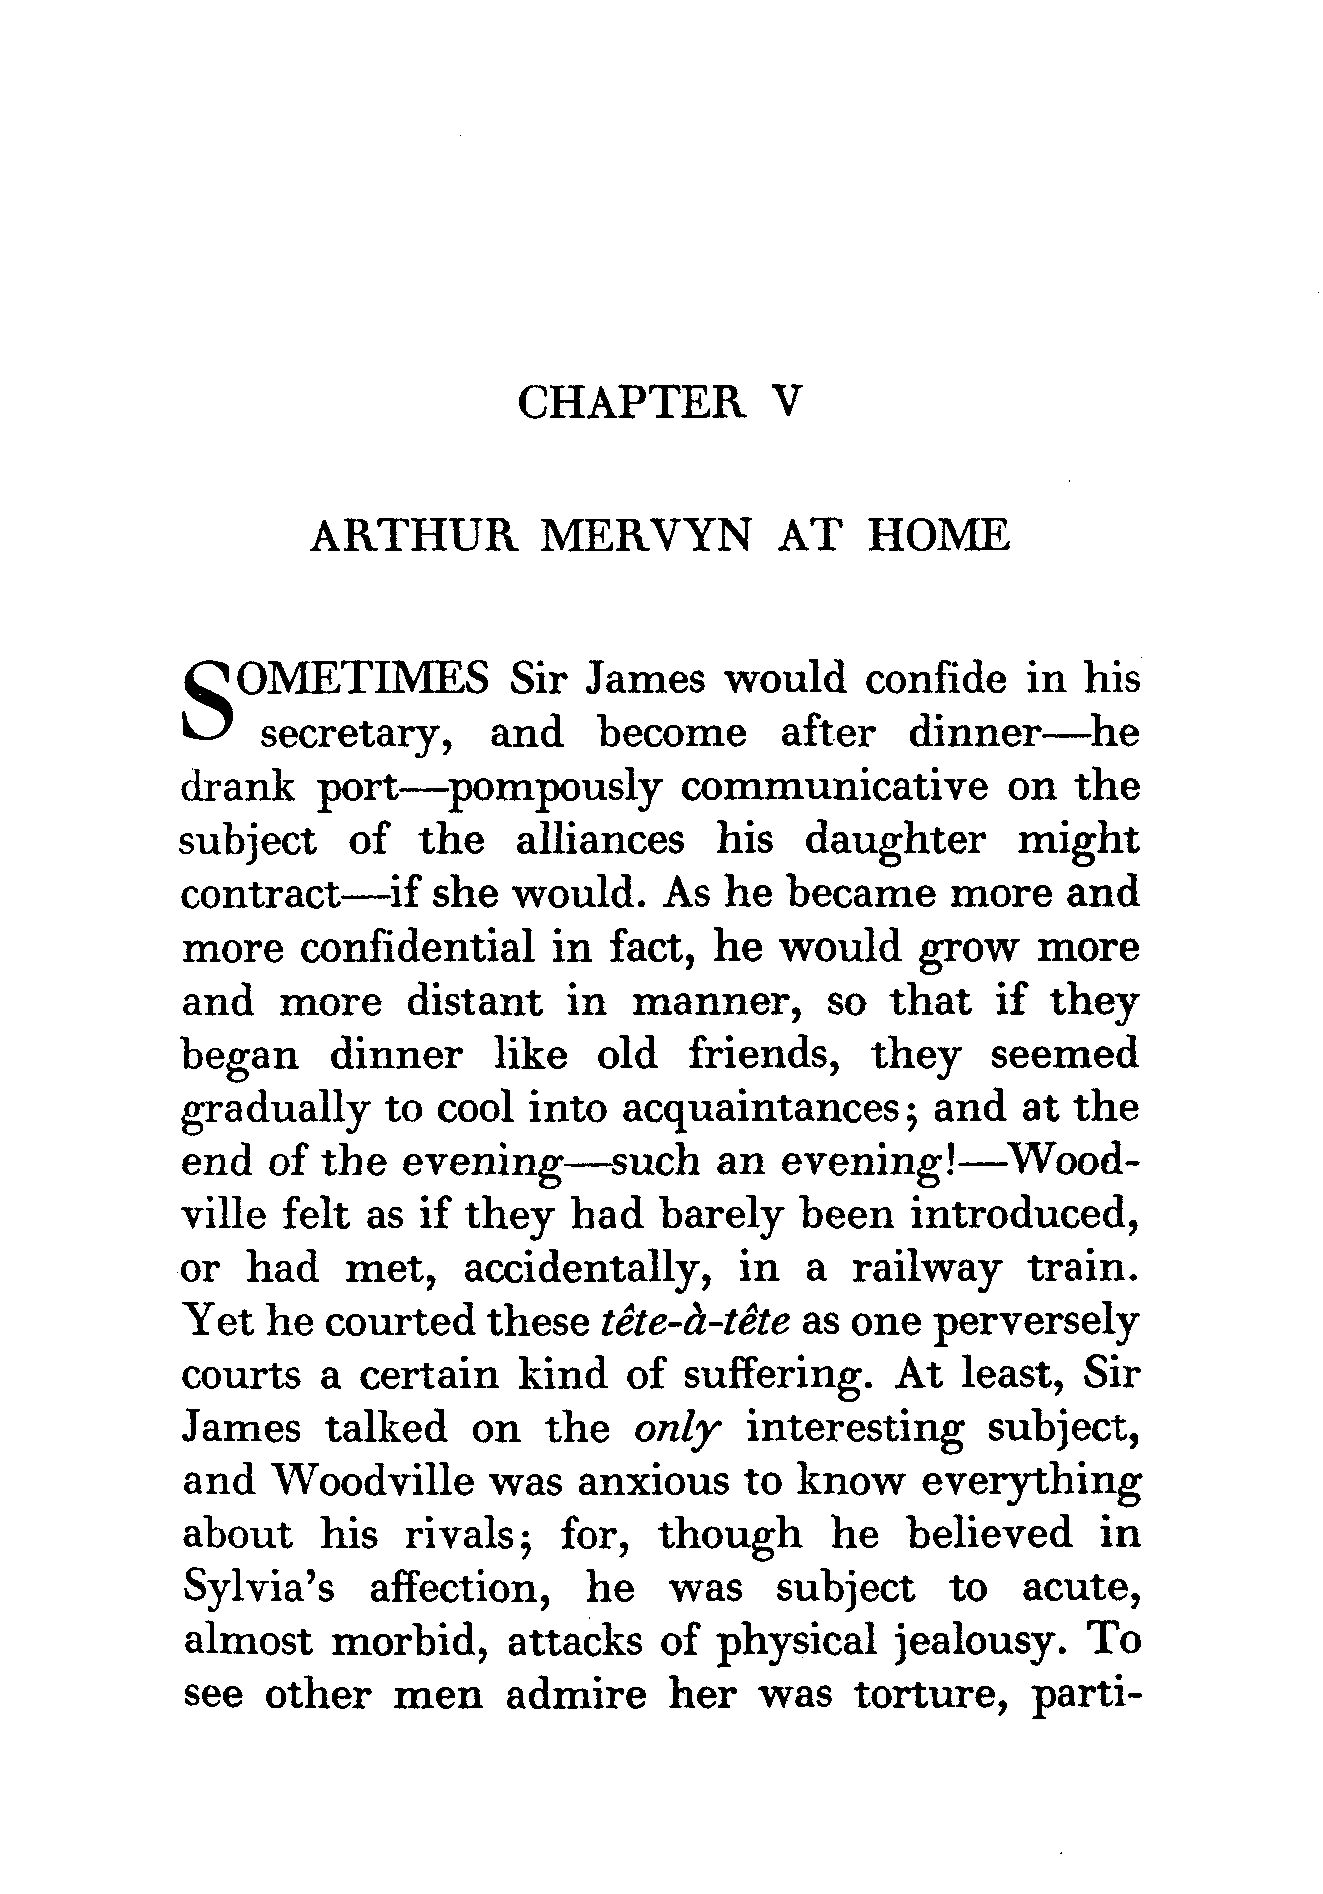 CHAPTER V
ARTHUR MERVYN AT HOME
SOMETIMES Sir James would confide in his
secretary, and become after dinner—he
drank port—pompously communicative on the
subject of the alliances his daughter might
contract—if she would. As he became more and
more confidential in fact, he would grow more
and more distant in manner, so that if they
began dinner like old friends, they seemed
gradually to cool into acquaintances; and at the
end of the evening—such an evening!—Wood-
ville felt as if they had barely been introduced,
or had met, accidentally, in a railway train.
Yet he courted these tête-à-tête as one perversely
courts a certain kind of suffering. At least, Sir
James talked on the only interesting subject,
and Woodville was anxious to know everything
about his rivals; for, though he believed in
Sylvia's affection, he was subject to acute,
almost morbid, attacks of physical jealousy. To
see other men admire her was torture, parti-